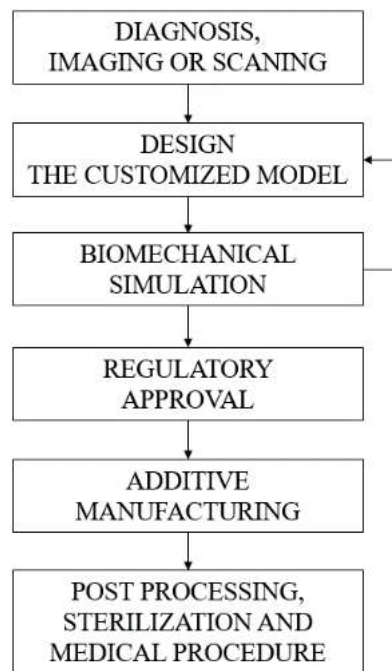 DIAGNOSIS,
IMAGING OR SCANING
DESIGN
THE CUSTOMIZED MODEL
BIOMECHANICAL
SIMULATION
REGULATORY
APPROVAL
ADDITIVE
MANUFACTURING
POST PROCESSING,
STERILIZATION AND
MEDICAL PROCEDURE